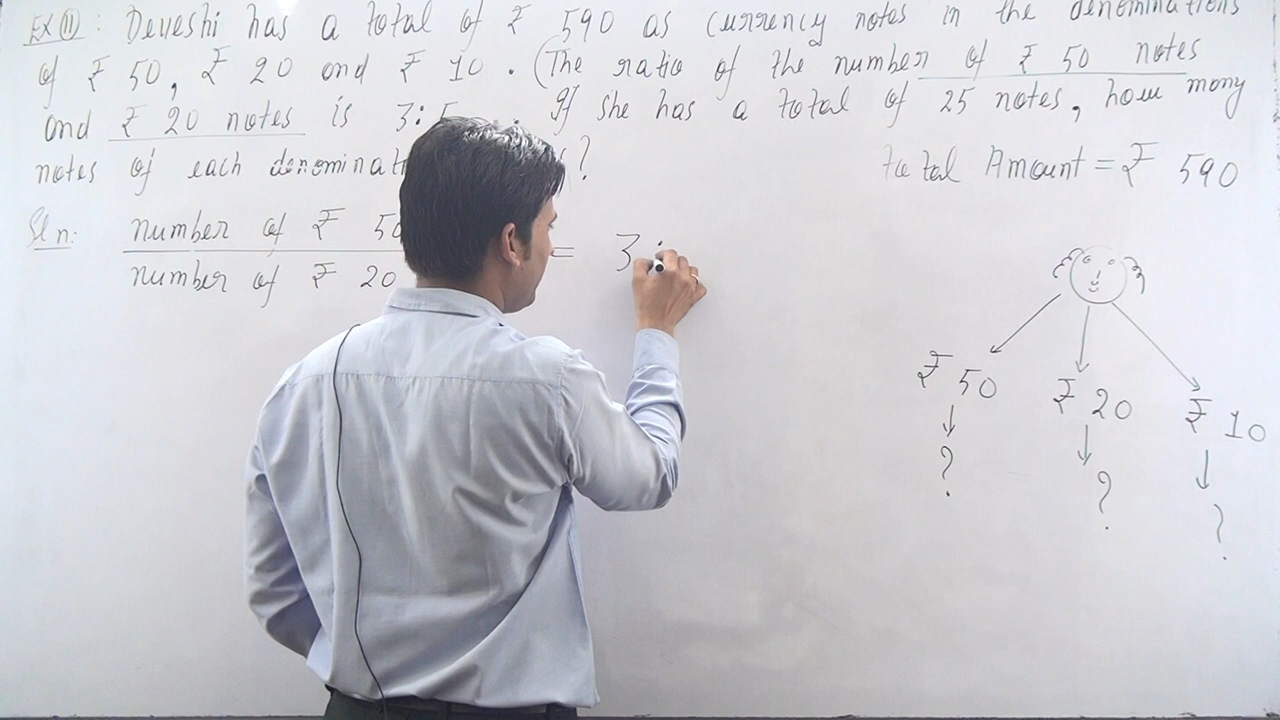 Ex (11) : Deveshi has a total of ₹ 590 as currency notes in the denominations
of ₹ 50, ₹ 20 and ₹ 10. (The ratio of the number of ₹ 50 notes
and ₹ 20 notes is 3:5. If she has a total of 25 notes, how many
notes of each ?
Total Amount = ₹ 590
Sln:
number of ₹ 50
number of ₹ 20
= 3:
₹ 50
₹ 20
₹ 10
?
?
?